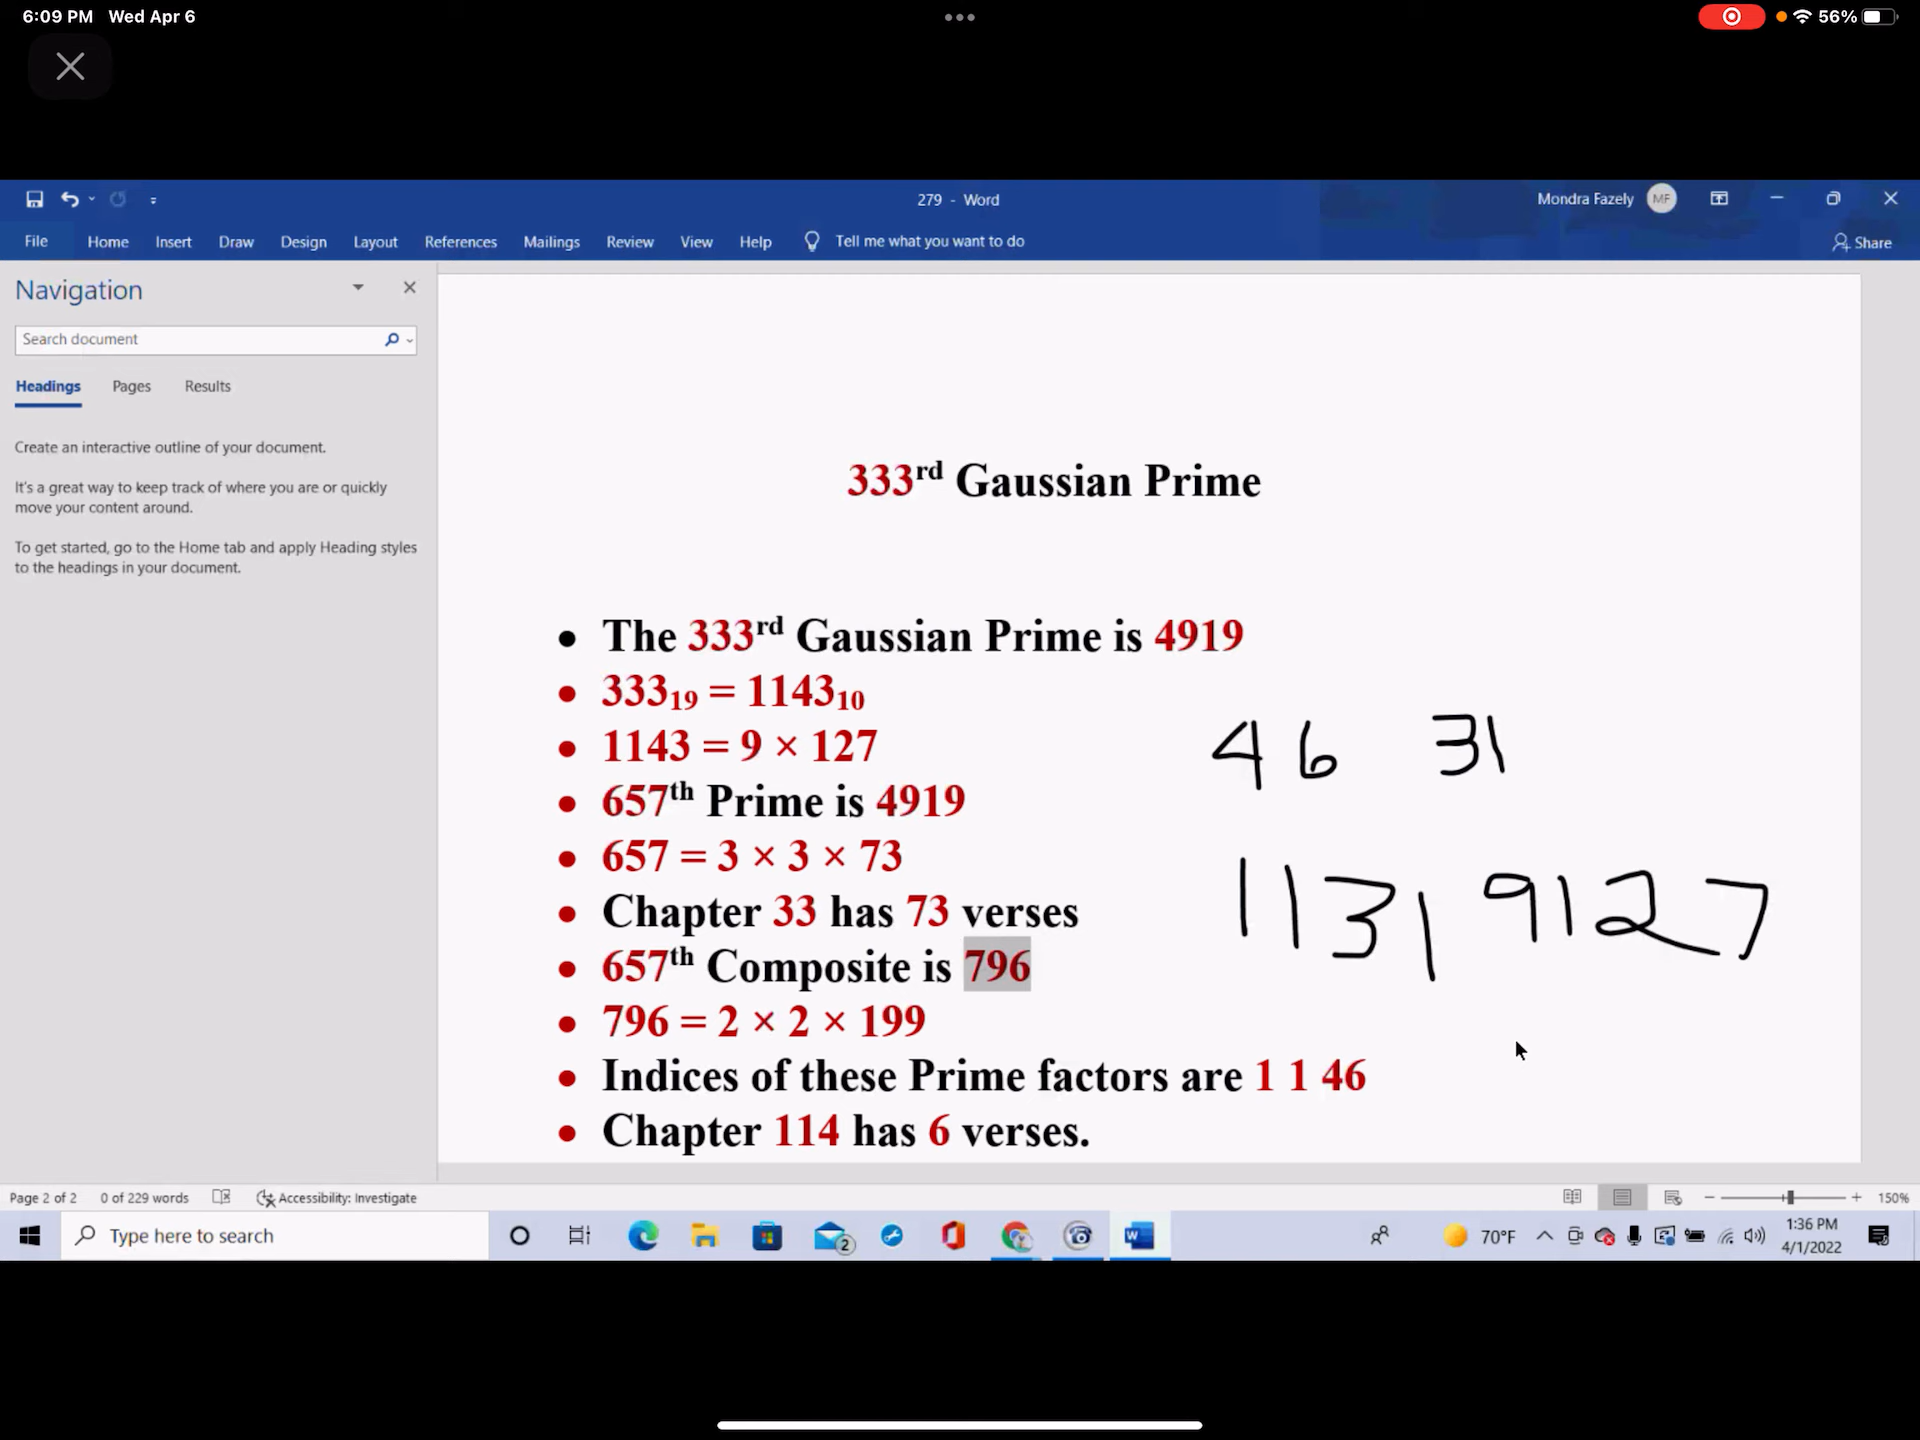 6:09 PM Wed Apr 6
56%
279 - Word
Mondra Fazely MF
File Home Insert Draw Design Layout References Mailings Review View Help Tell me what you want to do Share
Navigation
Search document
Headings Pages Results
Create an interactive outline of your document.
It's a great way to keep track of where you are or quickly
move your content around.
To get started, go to the Home tab and apply Heading styles
to the headings in your document.
333rd Gaussian Prime
• The 333rd Gaussian Prime is 4919
• 333₁₉ = 1143₁₀
• 1143 = 9 × 127
• 657th Prime is 4919
• 657 = 3 × 3 × 73
• Chapter 33 has 73 verses
• 657th Composite is 796
• 796 = 2 × 2 × 199
• Indices of these Prime factors are 1 1 46
• Chapter 114 has 6 verses.
46 31
1131 9127
Page 2 of 2 0 of 229 words Accessibility: Investigate 150%
Type here to search
2
70°F
1:36 PM
4/1/2022